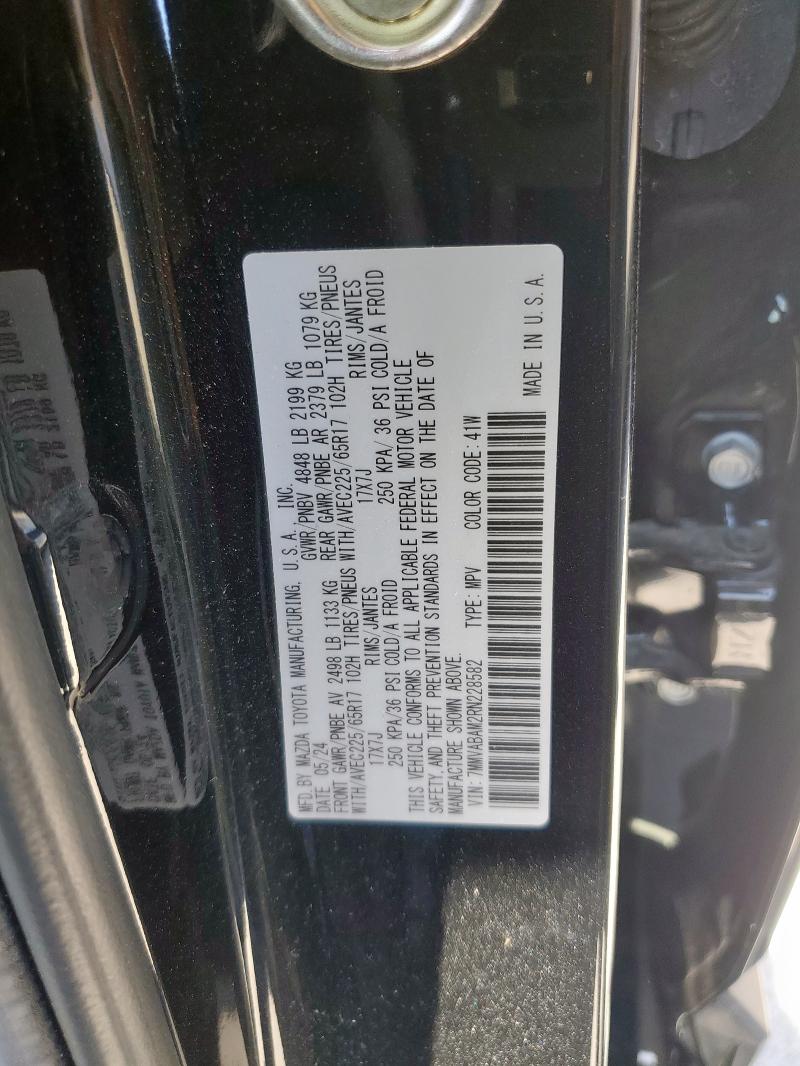 MFD.BY MAZDA TOYOTA MANUFACTURING, U.S.A., INC.
DATE 05/24 GVWR/PNBV 4848 LB 2199 KG
FRONT GAWR/PNBE AV 2498 LB 1133 KG REAR GAWR/PNBE AR 2379 LB 1079 KG
WITH/AVEC225/65R17 102H TIRES/PNEUS WITH/AVEC225/65R17 102H TIRES/PNEUS
17X7J RIMS/JANTES 17X7J RIMS/JANTES
250 KPA/36 PSI COLD/A FROID 250 KPA/ 36 PSI COLD/A FROID
THIS VEHICLE CONFORMS TO ALL APPLICABLE FEDERAL MOTOR VEHICLE
SAFETY,AND THEFT PREVENTION STANDARDS IN EFFECT ON THE DATE OF
MANUFACTURE SHOWN ABOVE.
VIN:7MMVABAW2RN228582 TYPE: MPV COLOR CODE: 41W
MADE IN U.S.A.